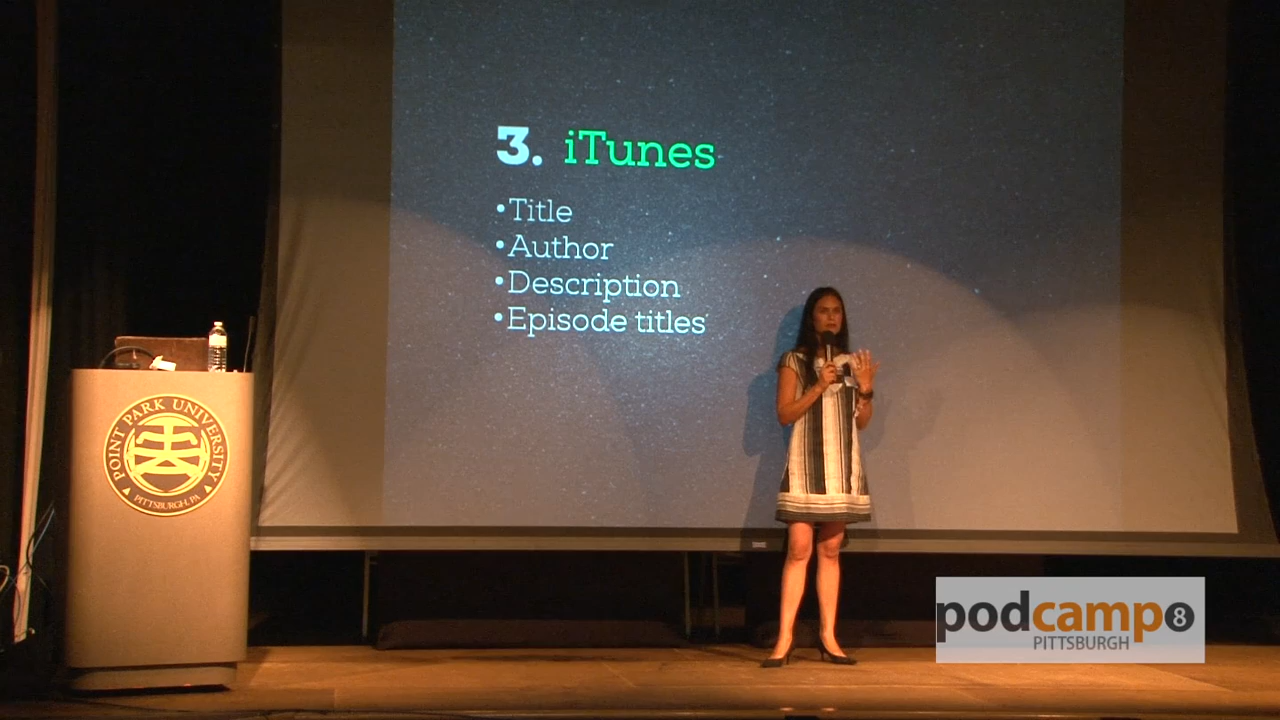 3. iTunes
•Title
•Author
•Description
•Episode titles
POINT PARK UNIVERSITY
PITTSBURGH, PA
podcamp8
PITTSBURGH